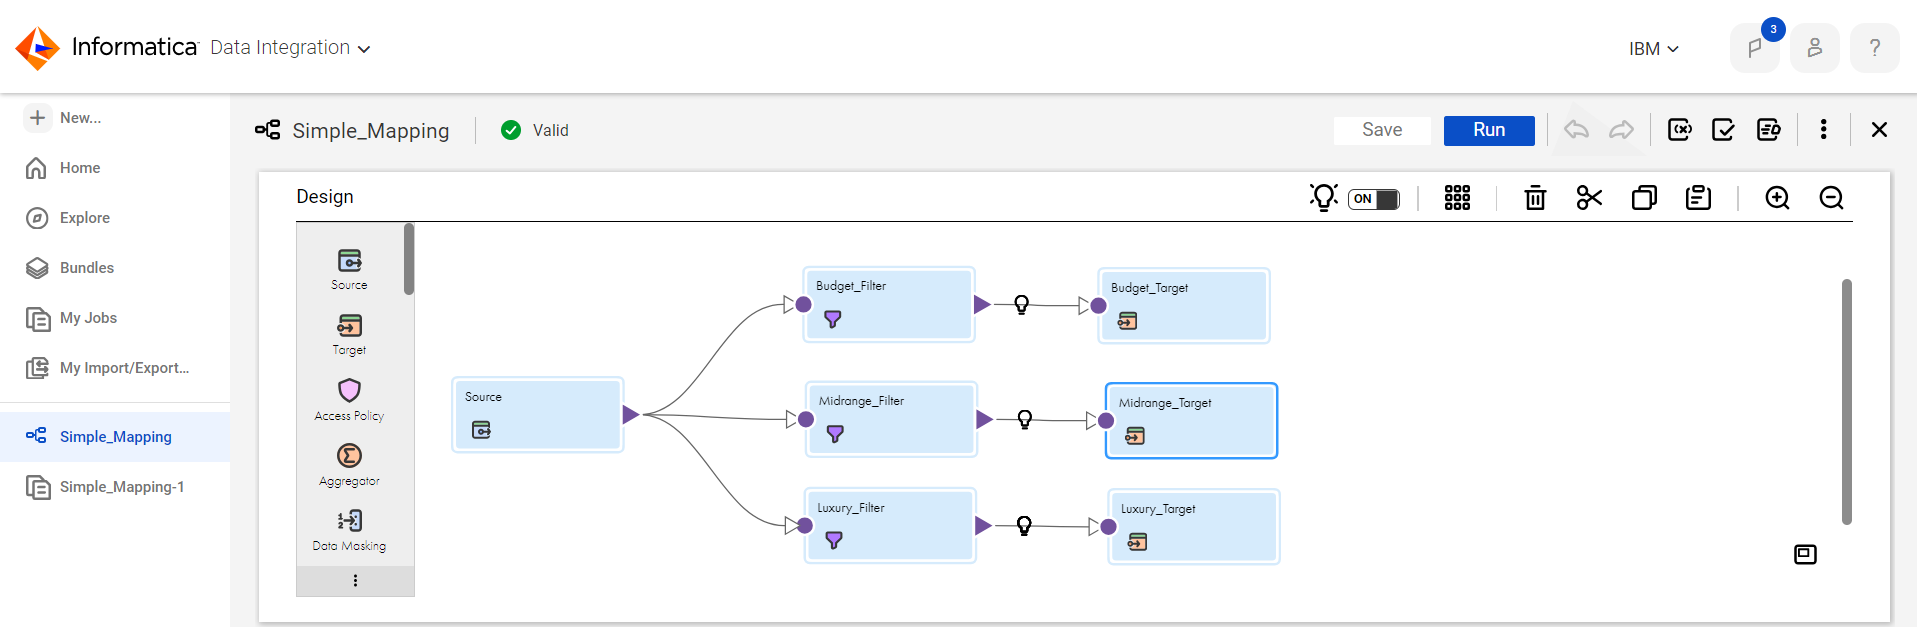 Informatica Data Integration
IBM
3
?
New...
Home
Explore
Bundles
My Jobs
My Import/Export...
Simple_Mapping
Simple_Mapping-1
Simple_Mapping
Valid
Save
Run
Design
ON
Source
Target
Access Policy
Aggregator
Data Masking
Source
Budget_Filter
Budget_Target
Midrange_Filter
Midrange_Target
Luxury_Filter
Luxury_Target